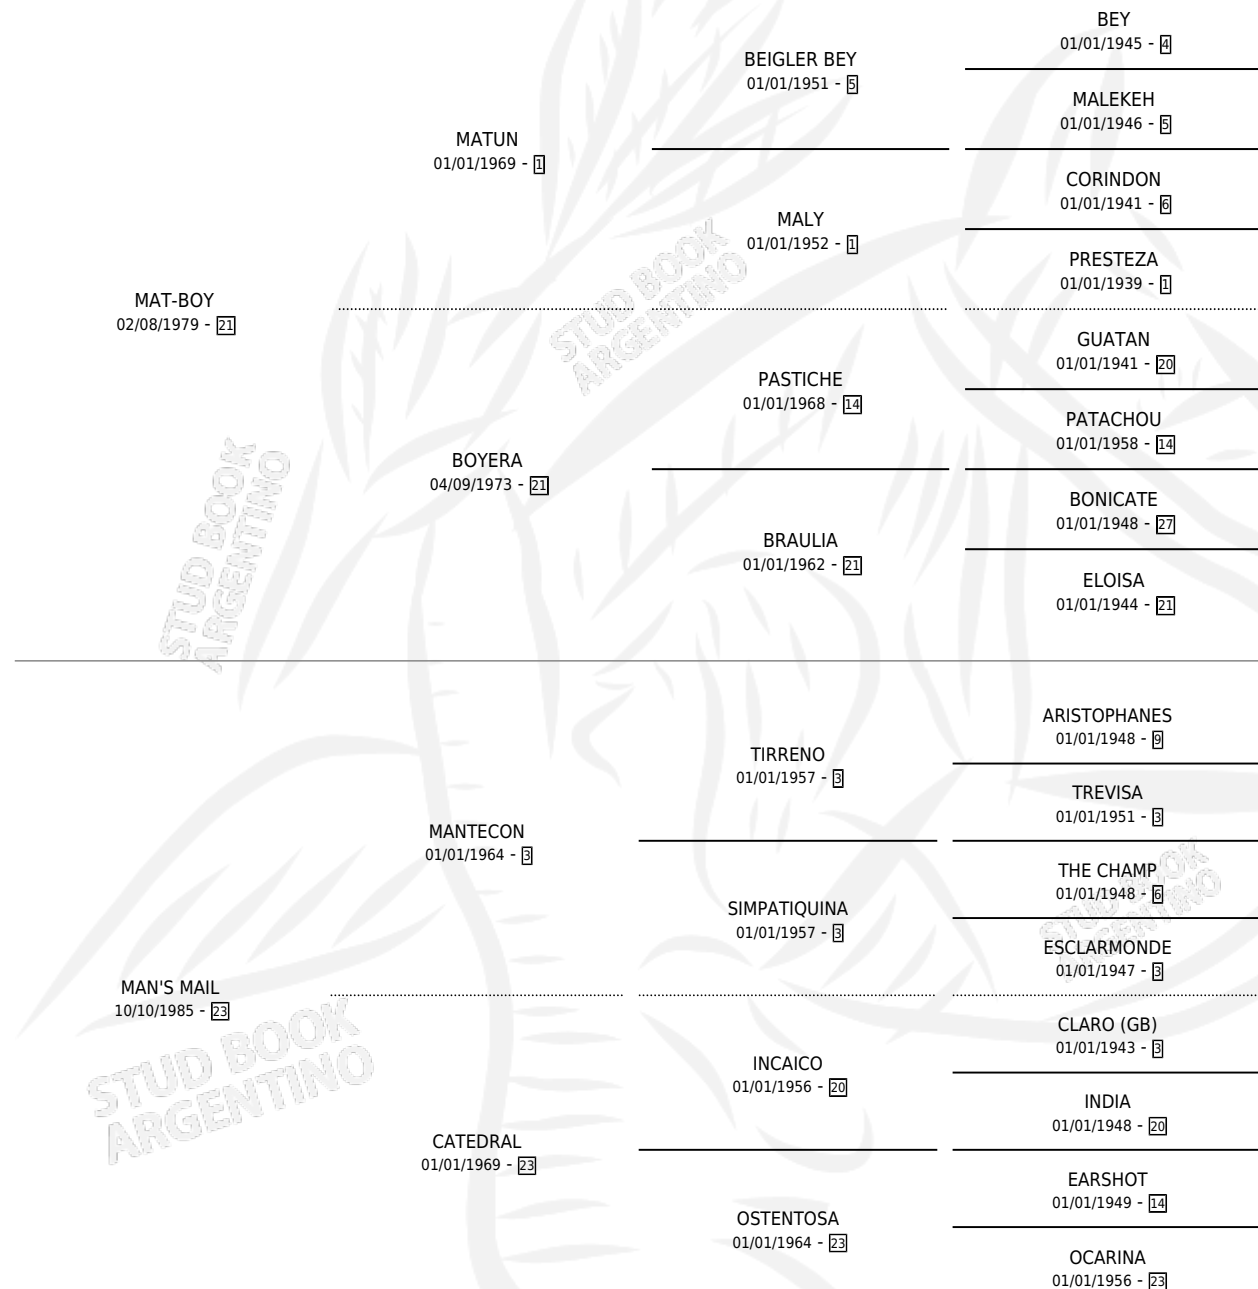 BEY
01/01/1945 - 4
BEIGLER BEY
01/01/1951 - 5
MALEKEH
01/01/1946 - 5
MATUN
01/01/1969 - 1
CORINDON
01/01/1941 - 6
MALY
01/01/1952 - 1
PRESTEZA
01/01/1939 - 1
MAT-BOY
02/08/1979 - 21
GUATAN
01/01/1941 - 20
PASTICHE
01/01/1968 - 14
PATACHOU
01/01/1958 - 14
BOYERA
04/09/1973 - 21
BONICATE
01/01/1948 - 27
BRAULIA
01/01/1962 - 21
ELOISA
01/01/1944 - 21
ARISTOPHANES
01/01/1948 - 9
TIRRENO
01/01/1957 - 3
TREVISA
01/01/1951 - 3
MANTECON
01/01/1964 - 3
THE CHAMP
01/01/1948 - 6
SIMPATIQUINA
01/01/1957 - 3
ESCLARMONDE
01/01/1947 - 3
MAN'S MAIL
10/10/1985 - 23
CLARO (GB)
01/01/1943 - 3
INCAICO
01/01/1956 - 20
INDIA
01/01/1948 - 20
CATEDRAL
01/01/1969 - 23
EARSHOT
01/01/1949 - 14
OSTENTOSA
01/01/1964 - 23
OCARINA
01/01/1956 - 23
STUD BOOK
ARGENTINO
STUD BOOK
ARGENTINO
STUD BOOK
ARGENTINO
STUD BOOK
ARGENTINO